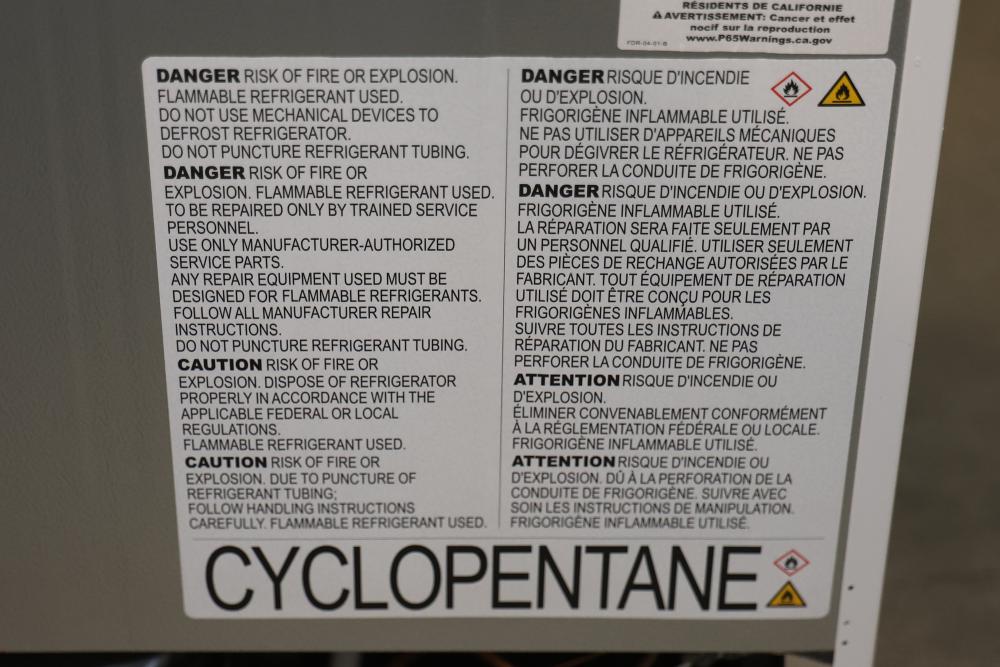 RÉSIDENTS DE CALIFORNIE
AVERTISSEMENT: Cancer et effet
nocif sur la reproduction
www.P65Warnings.ca.gov
FDR-04-01-B
DANGER RISK OF FIRE OR EXPLOSION.
FLAMMABLE REFRIGERANT USED.
DO NOT USE MECHANICAL DEVICES TO
DEFROST REFRIGERATOR.
DO NOT PUNCTURE REFRIGERANT TUBING.
DANGER RISK OF FIRE OR
EXPLOSION. FLAMMABLE REFRIGERANT USED.
TO BE REPAIRED ONLY BY TRAINED SERVICE
PERSONNEL.
USE ONLY MANUFACTURER-AUTHORIZED
SERVICE PARTS.
ANY REPAIR EQUIPMENT USED MUST BE
DESIGNED FOR FLAMMABLE REFRIGERANTS.
FOLLOW ALL MANUFACTURER REPAIR
INSTRUCTIONS.
DO NOT PUNCTURE REFRIGERANT TUBING.
CAUTION RISK OF FIRE OR
EXPLOSION. DISPOSE OF REFRIGERATOR
PROPERLY IN ACCORDANCE WITH THE
APPLICABLE FEDERAL OR LOCAL
REGULATIONS.
FLAMMABLE REFRIGERANT USED.
CAUTION RISK OF FIRE OR
EXPLOSION. DUE TO PUNCTURE OF
REFRIGERANT TUBING;
FOLLOW HANDLING INSTRUCTIONS
CAREFULLY. FLAMMABLE REFRIGERANT USED.
DANGER RISQUE D'INCENDIE
OU D'EXPLOSION.
FRIGORIGÈNE INFLAMMABLE UTILISÉ.
NE PAS UTILISER D'APPAREILS MÉCANIQUES
POUR DÉGIVRER LE RÉFRIGÉRATEUR. NE PAS
PERFORER LA CONDUITE DE FRIGORIGÈNE.
DANGER RISQUE D'INCENDIE OU D'EXPLOSION.
FRIGORIGÈNE INFLAMMABLE UTILISÉ.
LA RÉPARATION SERA FAITE SEULEMENT PAR
UN PERSONNEL QUALIFIÉ. UTILISER SEULEMENT
DES PIÈCES DE RECHANGE AUTORISÉES PAR LE
FABRICANT. TOUT ÉQUIPEMENT DE RÉPARATION
UTILISÉ DOIT ÊTRE CONÇU POUR LES
FRIGORIGÈNES INFLAMMABLES.
SUIVRE TOUTES LES INSTRUCTIONS DE
RÉPARATION DU FABRICANT. NE PAS
PERFORER LA CONDUITE DE FRIGORIGÈNE.
ATTENTION RISQUE D'INCENDIE OU
D'EXPLOSION.
ÉLIMINER CONVENABLEMENT CONFORMÉMENT
À LA RÉGLEMENTATION FÉDÉRALE OU LOCALE.
FRIGORIGÈNE INFLAMMABLE UTILISÉ.
ATTENTION RISQUE D'INCENDIE OU
D'EXPLOSION. DÛ À LA PERFORATION DE LA
CONDUITE DE FRIGORIGÈNE. SUIVRE AVEC
SOIN LES INSTRUCTIONS DE MANIPULATION.
FRIGORIGÈNE INFLAMMABLE UTILISÉ.
CYCLOPENTANE